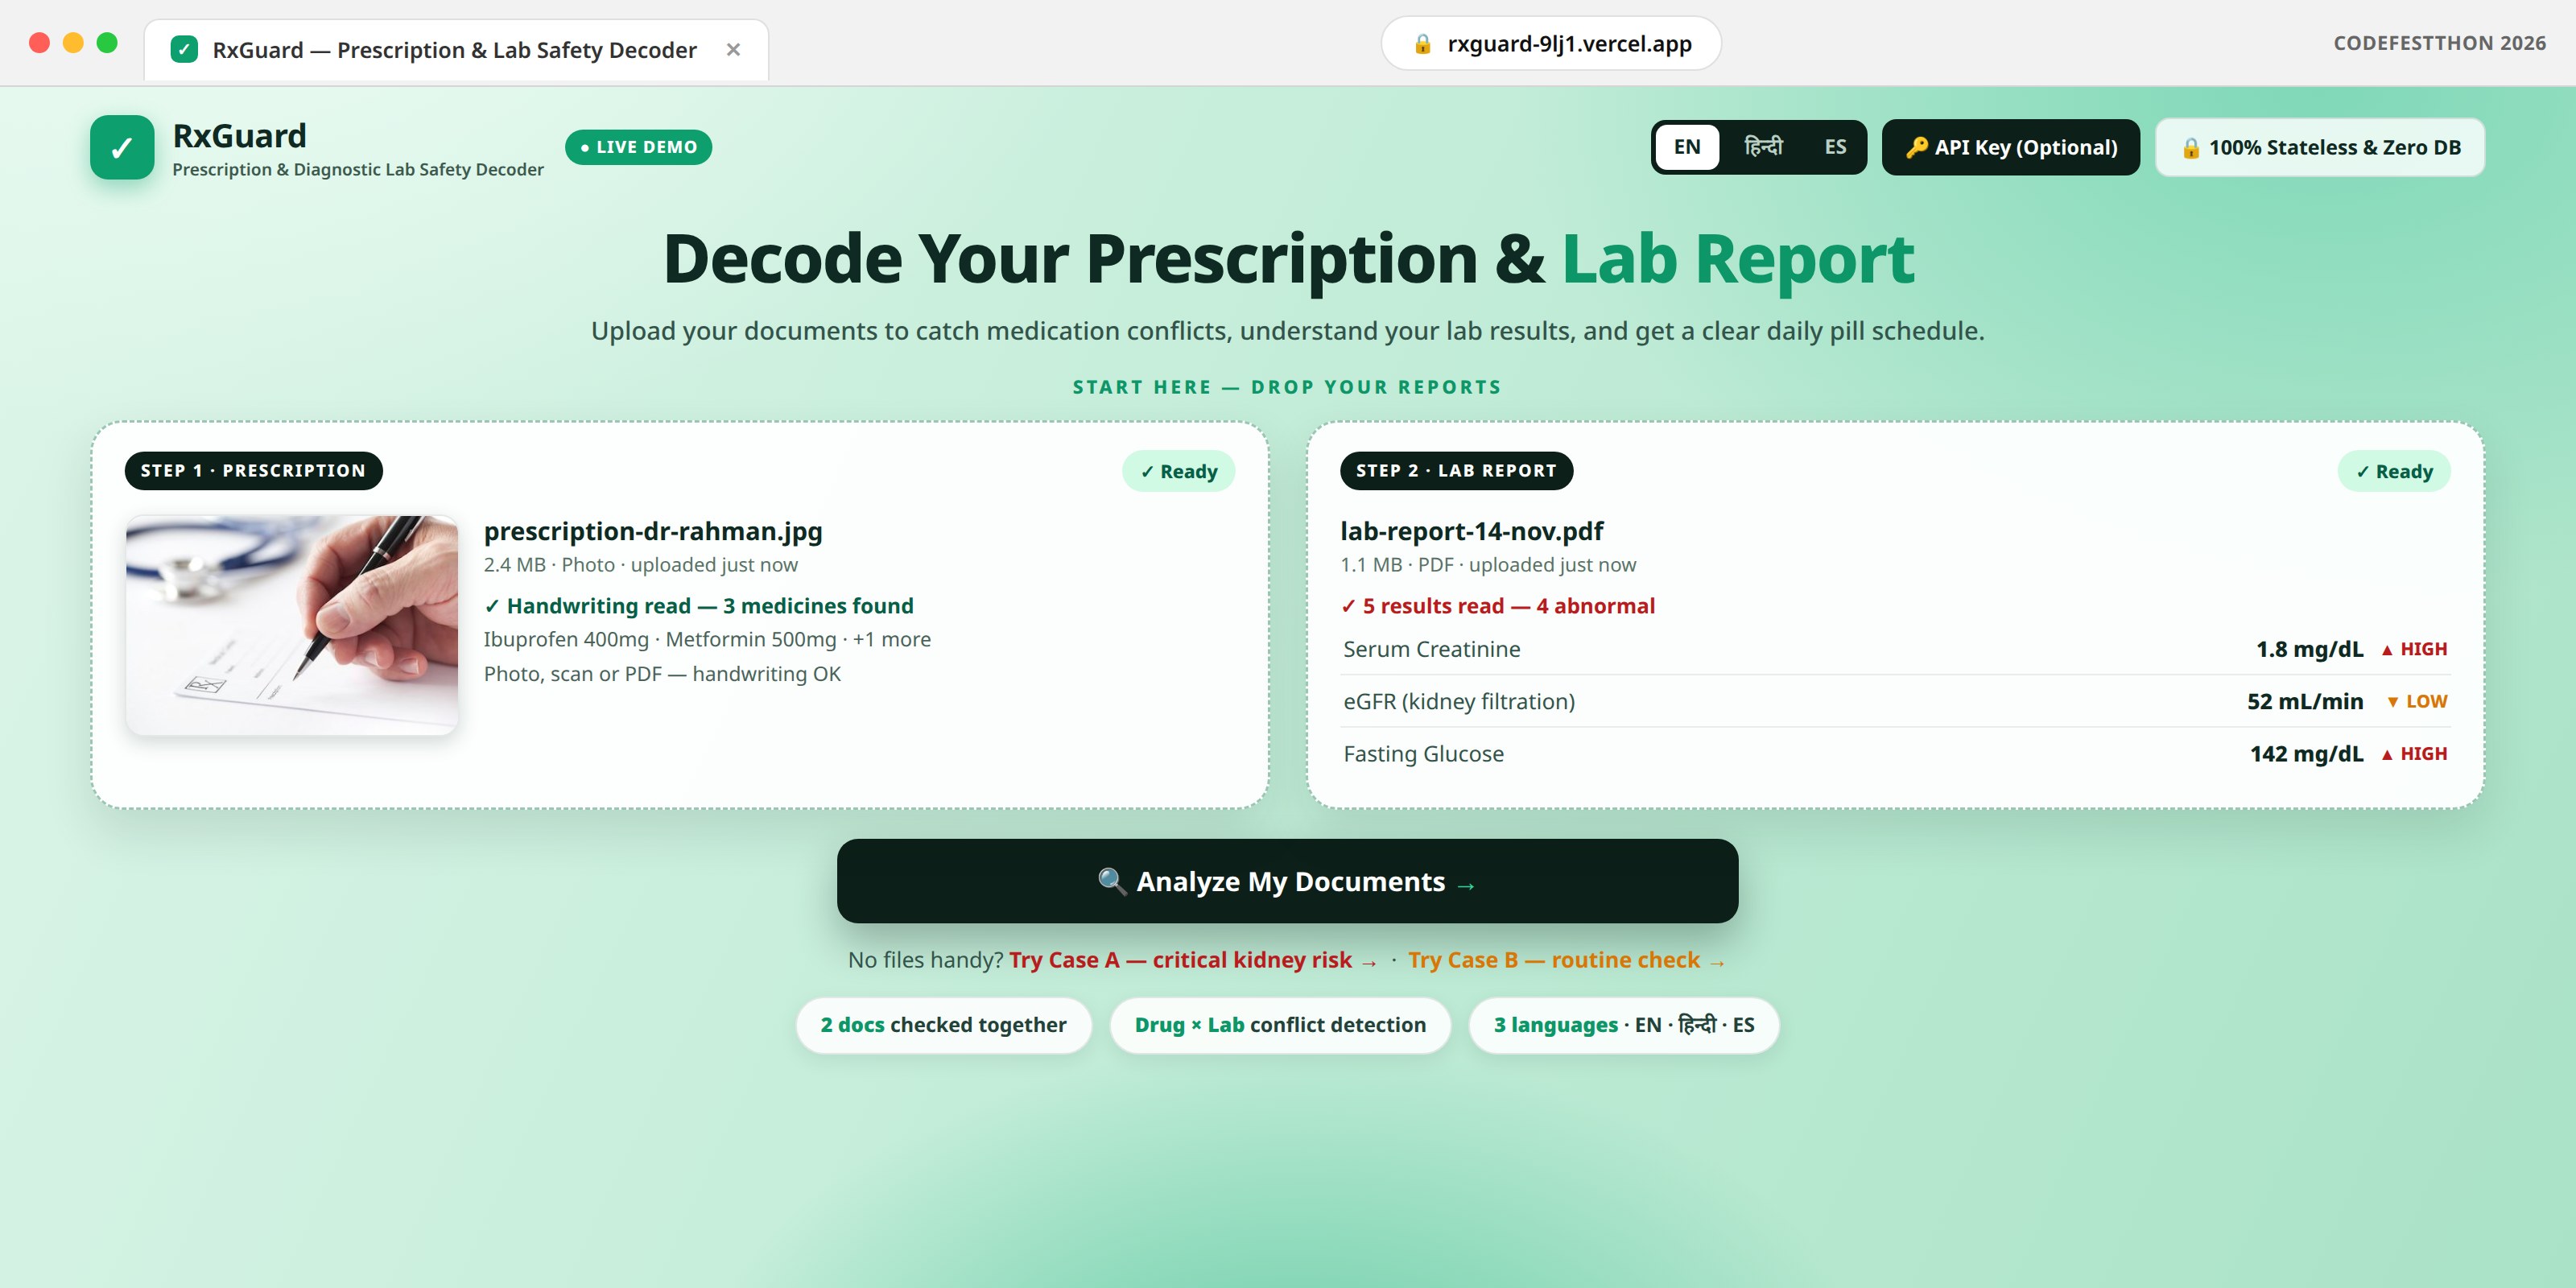 ✓ RxGuard — Prescription & Lab Safety Decoder ✕
🔒 rxguard-9lj1.vercel.app
CODEFESTTHON 2026
✓ RxGuard
Prescription & Diagnostic Lab Safety Decoder
● LIVE DEMO
EN हिन्दी ES
🔑 API Key (Optional)
🔒 100% Stateless & Zero DB
Decode Your Prescription & Lab Report
Upload your documents to catch medication conflicts, understand your lab results, and get a clear daily pill schedule.
START HERE — DROP YOUR REPORTS
STEP 1 · PRESCRIPTION
✓ Ready
prescription-dr-rahman.jpg
2.4 MB · Photo · uploaded just now
✓ Handwriting read — 3 medicines found
Ibuprofen 400mg · Metformin 500mg · +1 more
Photo, scan or PDF — handwriting OK
Rx
STEP 2 · LAB REPORT
✓ Ready
lab-report-14-nov.pdf
1.1 MB · PDF · uploaded just now
✓ 5 results read — 4 abnormal
Serum Creatinine 1.8 mg/dL ▲ HIGH
eGFR (kidney filtration) 52 mL/min ▼ LOW
Fasting Glucose 142 mg/dL ▲ HIGH
🔍 Analyze My Documents →
No files handy? Try Case A — critical kidney risk → · Try Case B — routine check →
2 docs checked together
Drug × Lab conflict detection
3 languages · EN · हिन्दी · ES